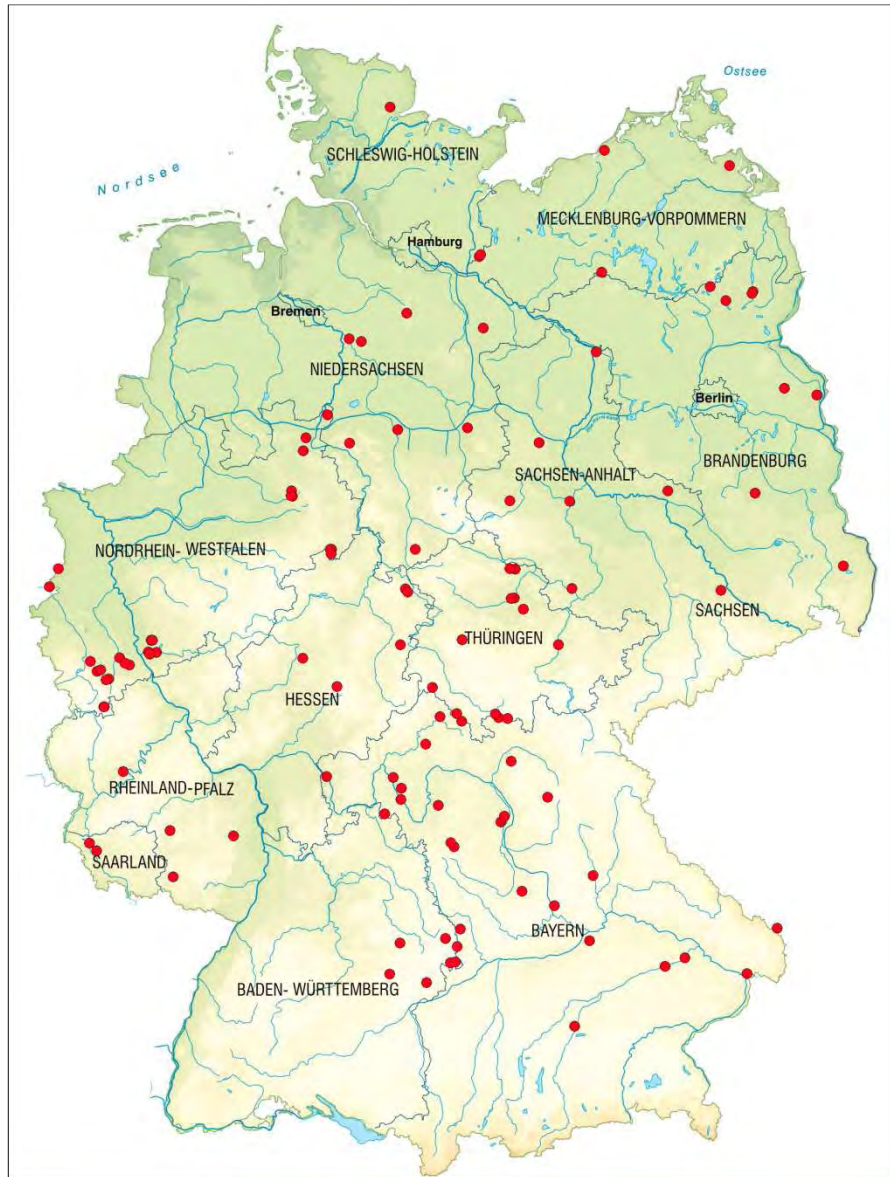 Ostsee
Nordsee
SCHLESWIG-HOLSTEIN
MECKLENBURG-VORPOMMERN
Hamburg
Bremen
NIEDERSACHSEN
Berlin
BRANDENBURG
SACHSEN-ANHALT
NORDRHEIN- WESTFALEN
SACHSEN
THÜRINGEN
HESSEN
RHEINLAND-PFALZ
SAARLAND
BAYERN
BADEN- WÜRTTEMBERG